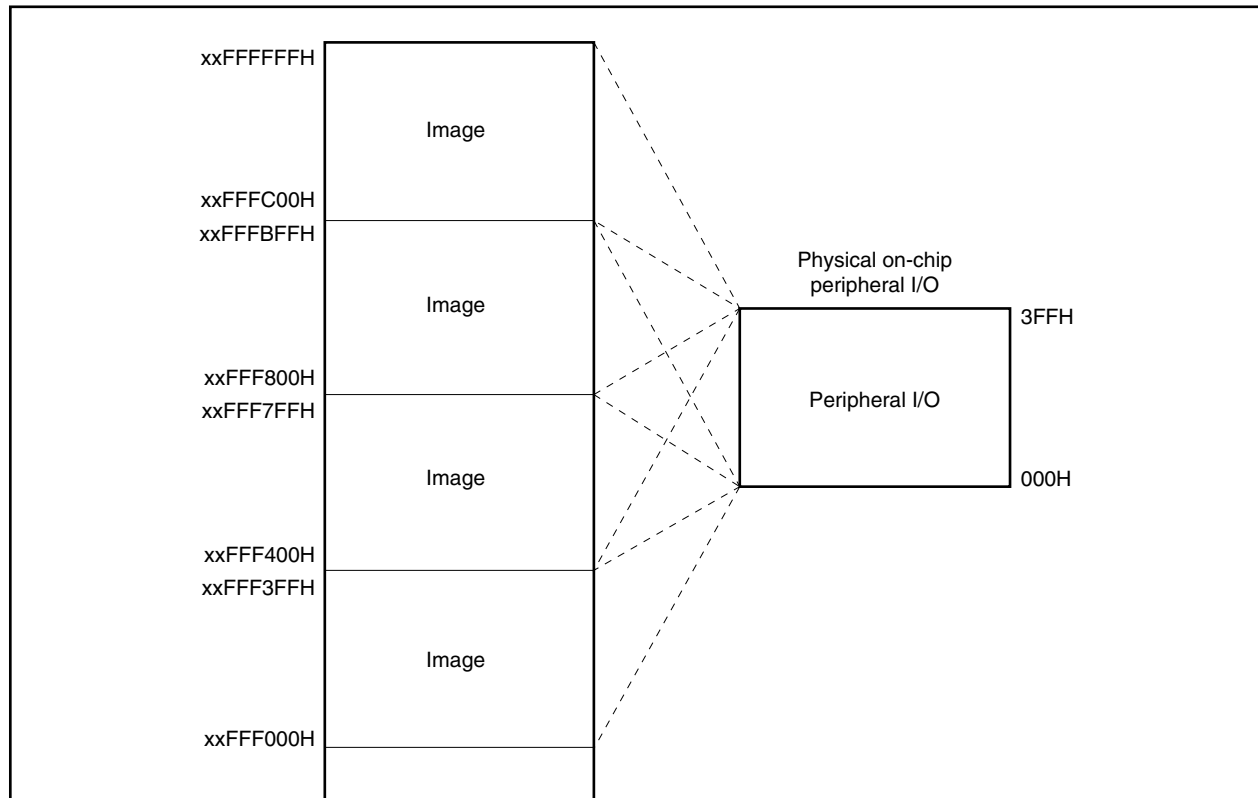 xxFFFFFFH
Image
xxFFFC00H
xxFFFBFFH
Image
xxFFF800H
xxFFF7FFH
Image
xxFFF400H
xxFFF3FFH
Image
xxFFF000H
Physical on-chip
peripheral I/O
3FFH
Peripheral I/O
000H